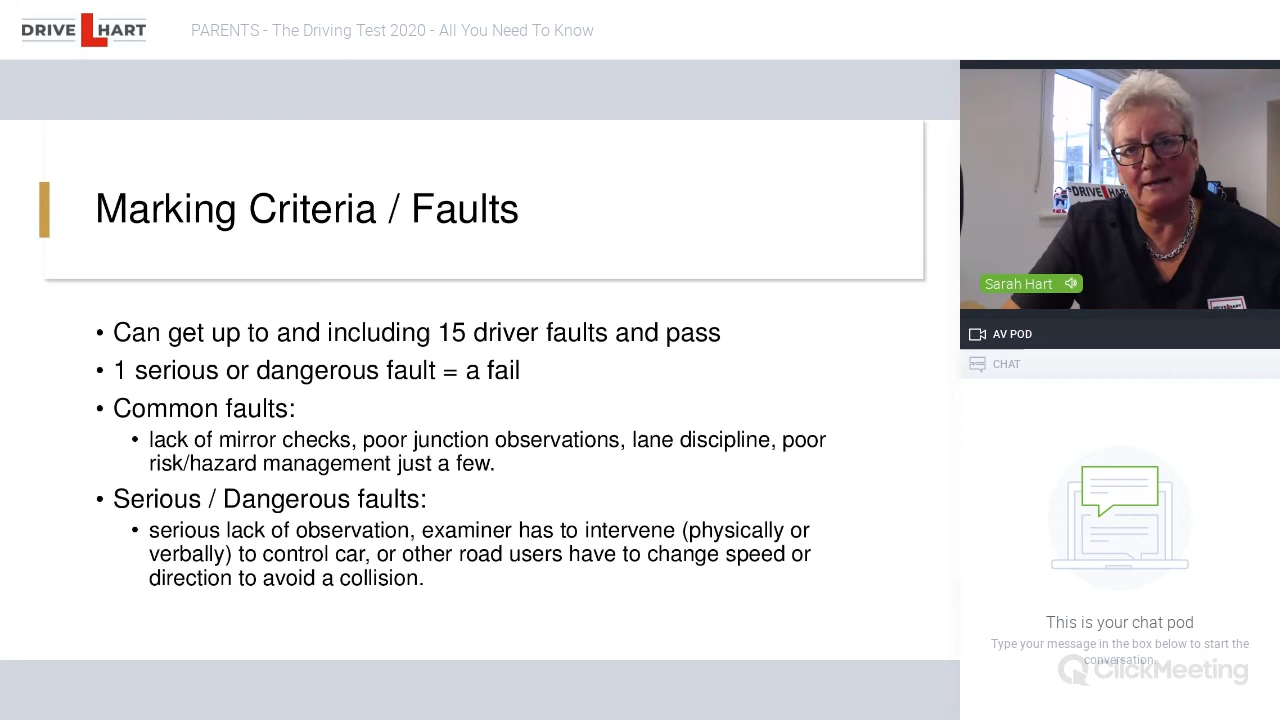 DRIVE L HART
PARENTS - The Driving Test 2020 - All You Need To Know
Marking Criteria / Faults
• Can get up to and including 15 driver faults and pass
• 1 serious or dangerous fault = a fail
• Common faults:
• lack of mirror checks, poor junction observations, lane discipline, poor
risk/hazard management just a few.
• Serious / Dangerous faults:
• serious lack of observation, examiner has to intervene (physically or
verbally) to control car, or other road users have to change speed or
direction to avoid a collision.
DRIVE L HART
Sarah Hart
DRIVE L HART
AV POD
CHAT
This is your chat pod
Type your message in the box below to start the
conversation.
ClickMeeting